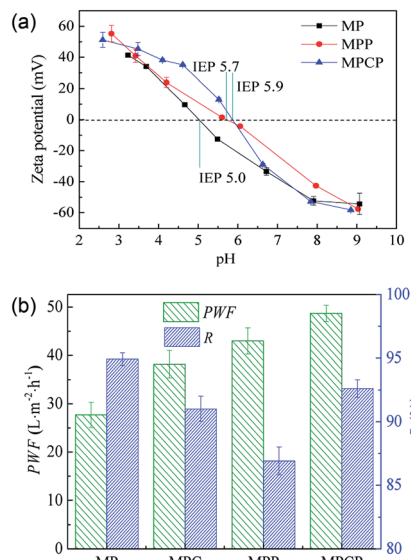 (a)
MP
MPP
MPCP
IEP 5.7
IEP 5.9
IEP 5.0
Zeta potential (mV)
60
40
20
0
-20
-40
-60
2 3 4 5 6 7 8 9 10
pH
(b)
PWF
R
PWF (L·m⁻²·h⁻¹)
50
40
30
20
10
0
100
95
90
85
80